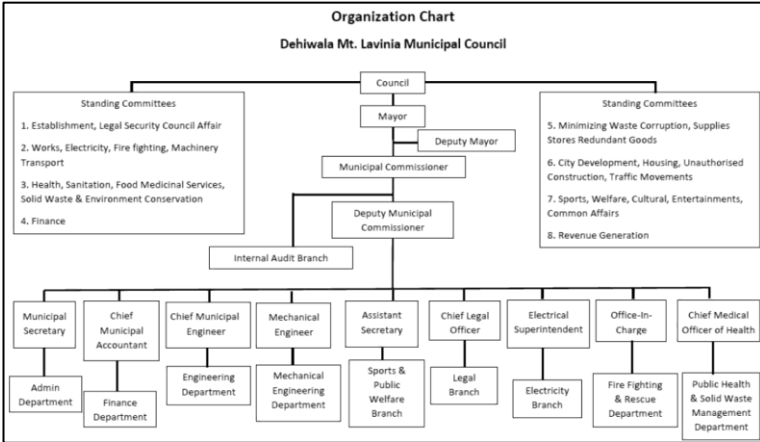 Organization Chart
Dehiwala Mt. Lavinia Municipal Council
Council
Standing Committees
1. Establishment, Legal Security Council Affair
2. Works, Electricity, Fire fighting, Machinery
Transport
3. Health, Sanitation, Food Medicinal Services,
Solid Waste & Environment Conservation
4. Finance
Mayor
Deputy Mayor
Municipal Commissioner
Deputy Municipal
Commissioner
Internal Audit Branch
Standing Committees
5. Minimizing Waste Corruption, Supplies
Stores Redundant Goods
6. City Development, Housing, Unauthorised
Construction, Traffic Movements
7. Sports, Welfare, Cultural, Entertainments,
Common Affairs
8. Revenue Generation
Municipal
Secretary
Chief
Municipal
Accountant
Chief Municipal
Engineer
Mechanical
Engineer
Assistant
Secretary
Chief Legal
Officer
Electrical
Superintendent
Office-In-
Charge
Chief Medical
Officer of Health
Admin
Department
Finance
Department
Engineering
Department
Mechanical
Engineering
Department
Sports &
Public
Welfare
Branch
Legal
Branch
Electricity
Branch
Fire Fighting
& Rescue
Department
Public Health
& Solid Waste
Management
Department